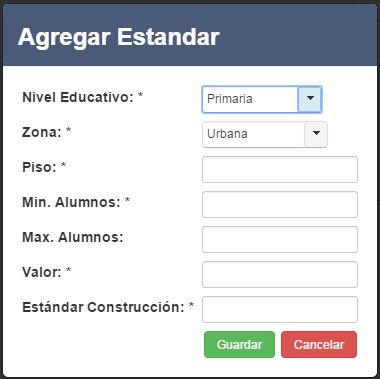 Agregar Estandar
Nivel Educativo: * Primaria
Zona: * Urbana
Piso: *
Min. Alumnos: *
Max. Alumnos:
Valor: *
Estándar Construcción: *
Guardar Cancelar